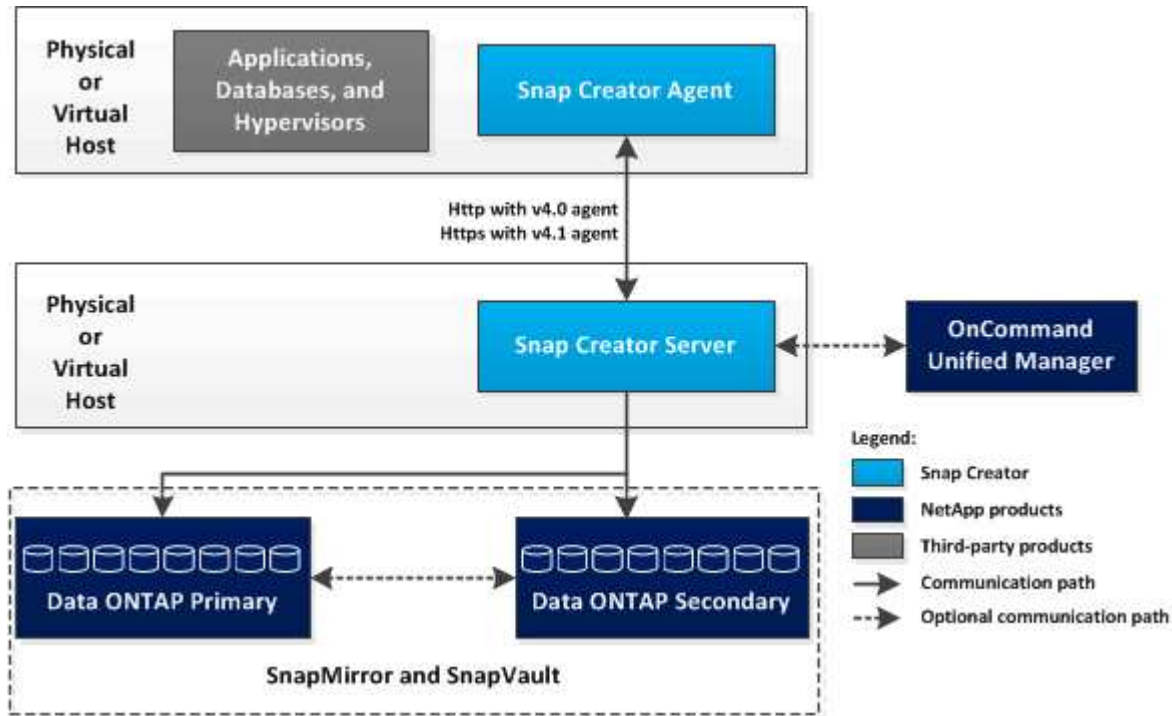 Physical
or
Virtual
Host
Applications,
Databases, and
Hypervisors
Snap Creator Agent
Http with v4.0 agent
Https with v4.1 agent
Physical
or
Virtual
Host
Snap Creator Server
OnCommand
Unified Manager
Legend:
Snap Creator
NetApp products
Third-party products
Communication path
Optional communication path
Data ONTAP Primary
Data ONTAP Secondary
SnapMirror and SnapVault